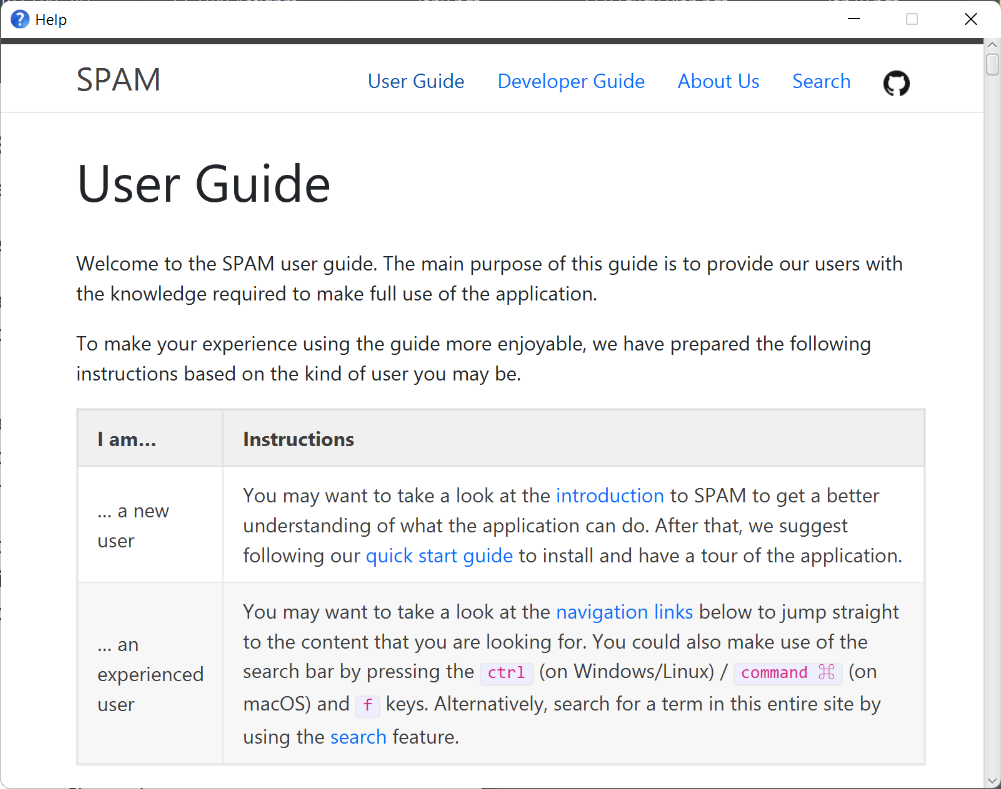 Help
SPAM
User Guide
Developer Guide
About Us
Search
User Guide
Welcome to the SPAM user guide. The main purpose of this guide is to provide our users with
the knowledge required to make full use of the application.
To make your experience using the guide more enjoyable, we have prepared the following
instructions based on the kind of user you may be.
I am...
Instructions
... a new
user
You may want to take a look at the introduction to SPAM to get a better
understanding of what the application can do. After that, we suggest
following our quick start guide to install and have a tour of the application.
... an
experienced
user
You may want to take a look at the navigation links below to jump straight
to the content that you are looking for. You could also make use of the
search bar by pressing the ctrl (on Windows/Linux) / command ⌘ (on
macOS) and f keys. Alternatively, search for a term in this entire site by
using the search feature.